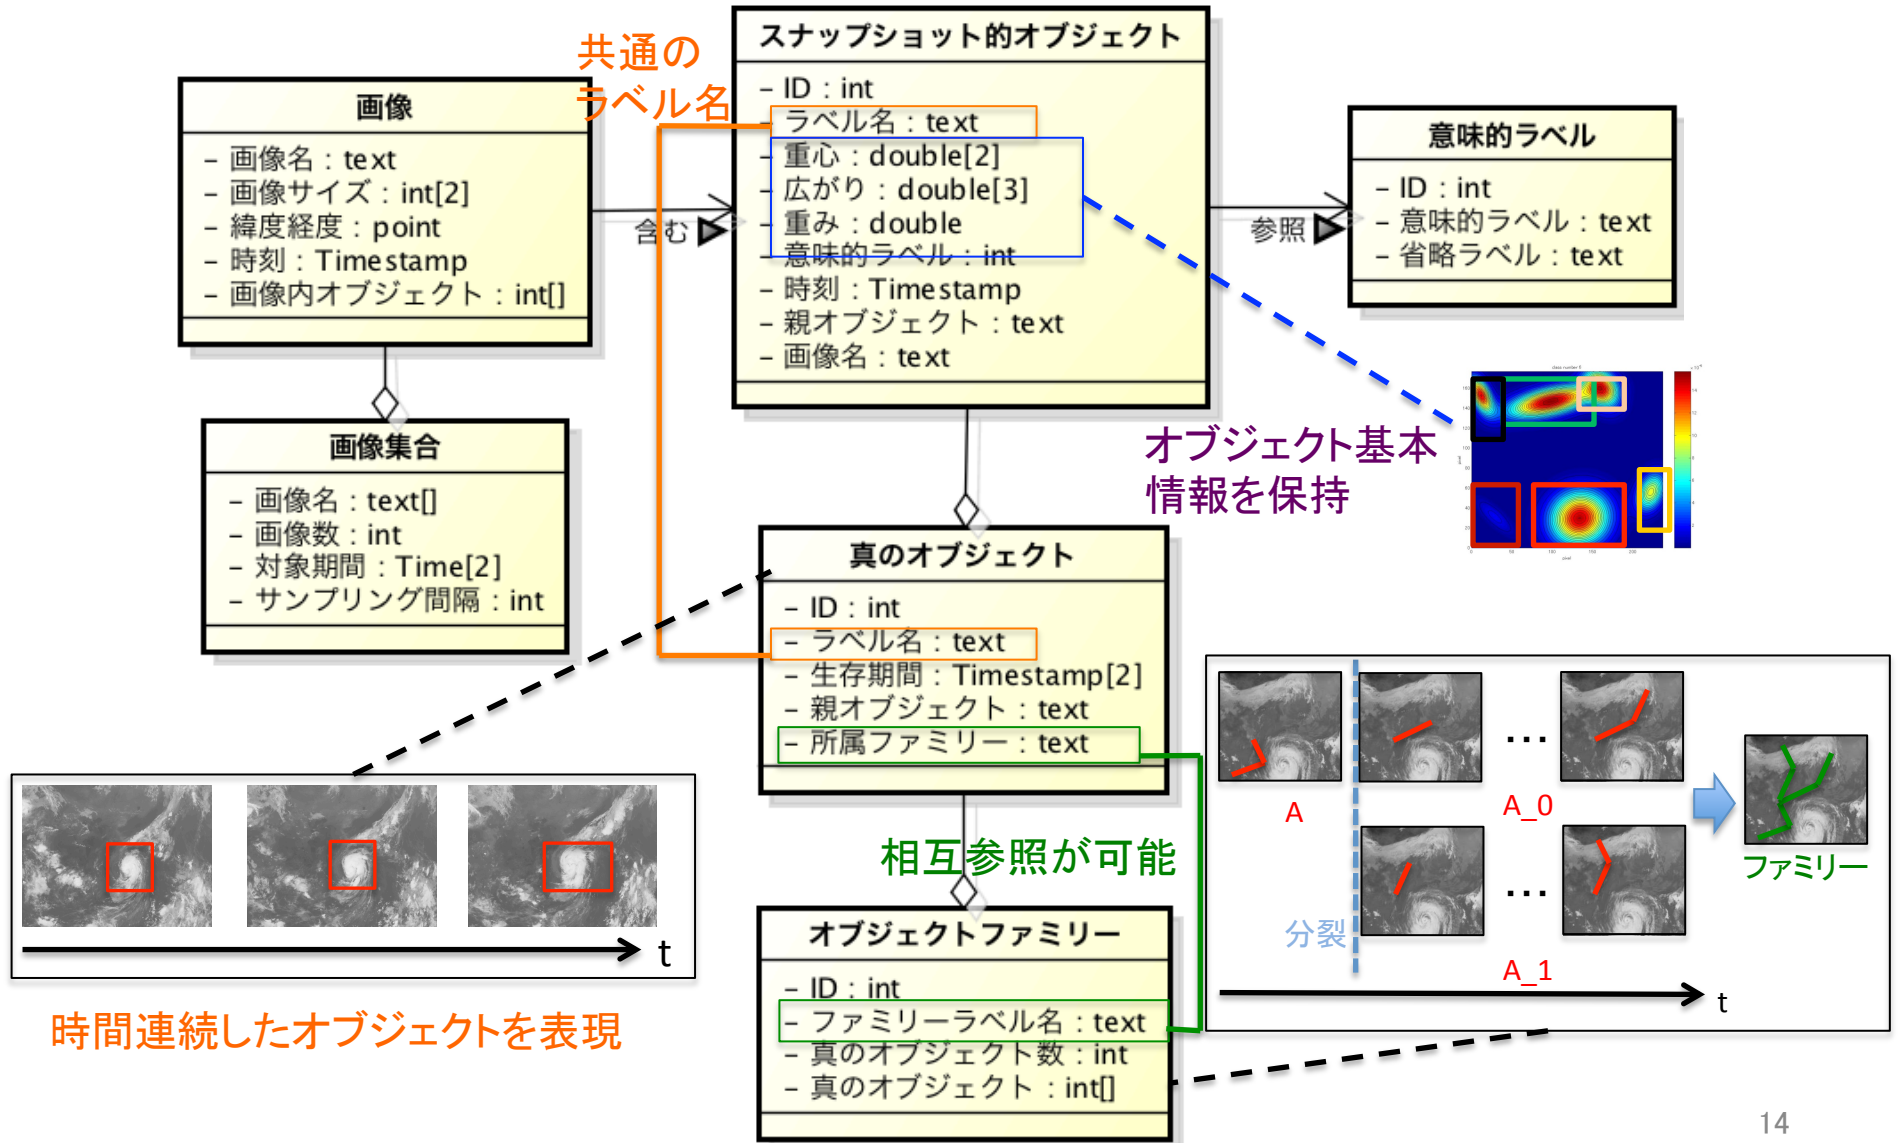 共通の
ラベル名
画像
– 画像名 : text
– 画像サイズ : int[2]
– 緯度経度 : point
– 時刻 : Timestamp
– 画像内オブジェクト : int[]
含む
スナップショット的オブジェクト
– ID : int
– ラベル名 : text
– 重心 : double[2]
– 広がり : double[3]
– 重み : double
– 意味的ラベル : int
– 時刻 : Timestamp
– 親オブジェクト : text
– 画像名 : text
参照
意味的ラベル
– ID : int
– 意味的ラベル : text
– 省略ラベル : text
画像集合
– 画像名 : text[]
– 画像数 : int
– 対象期間 : Time[2]
– サンプリング間隔 : int
オブジェクト基本
情報を保持
真のオブジェクト
– ID : int
– ラベル名 : text
– 生存期間 : Timestamp[2]
– 親オブジェクト : text
– 所属ファミリー : text
相互参照が可能
オブジェクトファミリー
– ID : int
– ファミリーラベル名 : text
– 真のオブジェクト数 : int
– 真のオブジェクト : int[]
t
時間連続したオブジェクトを表現
...
A
A_0
...
ファミリー
分裂
A_1
t
14